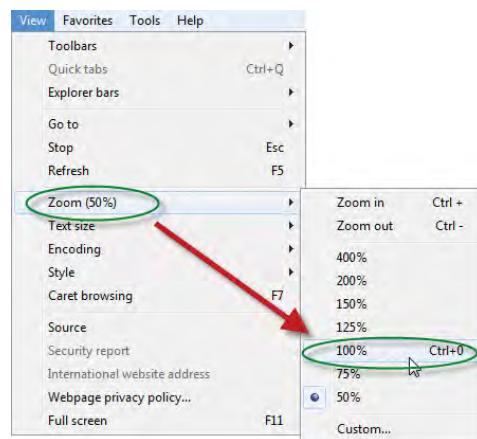 View Favorites Tools Help
Toolbars
Quick tabs Ctrl+Q
Explorer bars
Go to
Stop Esc
Refresh F5
Zoom (50%)
Text size
Encoding
Style
Caret browsing F7
Source
Security report
International website address
Webpage privacy policy...
Full screen F11
Zoom in Ctrl +
Zoom out Ctrl -
400%
200%
150%
125%
100% Ctrl+0
75%
50%
Custom...